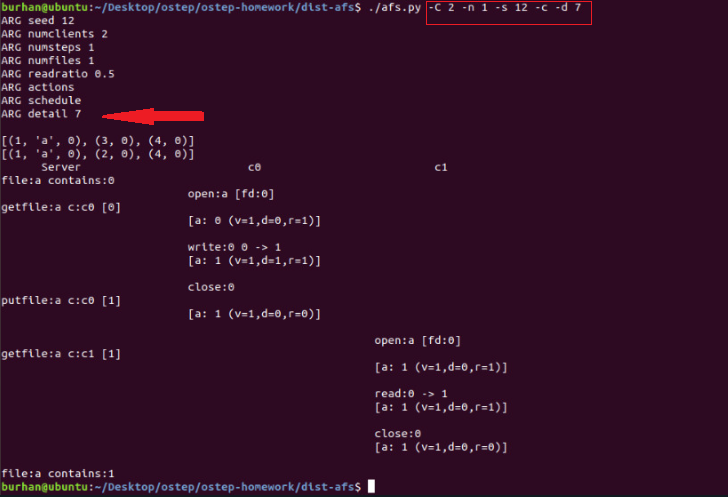 burhan@ubuntu:~/Desktop/ostep/ostep-homework/dist-afs$ ./afs.py -C 2 -n 1 -s 12 -c -d 7
ARG seed 12
ARG numclients 2
ARG numsteps 1
ARG numfiles 1
ARG readratio 0.5
ARG actions
ARG schedule
ARG detail 7
[(1, 'a', 0), (3, 0), (4, 0)]
[(1, 'a', 0), (2, 0), (4, 0)]
Server c0 c1
file:a contains:0
open:a [fd:0]
getfile:a c:c0 [0]
[a: 0 (v=1,d=0,r=1)]
write:0 0 -> 1
[a: 1 (v=1,d=1,r=1)]
close:0
putfile:a c:c0 [1]
[a: 1 (v=1,d=0,r=0)]
open:a [fd:0]
getfile:a c:c1 [1]
[a: 1 (v=1,d=0,r=1)]
read:0 -> 1
[a: 1 (v=1,d=0,r=1)]
close:0
[a: 1 (v=1,d=0,r=0)]
file:a contains:1
burhan@ubuntu:~/Desktop/ostep/ostep-homework/dist-afs$